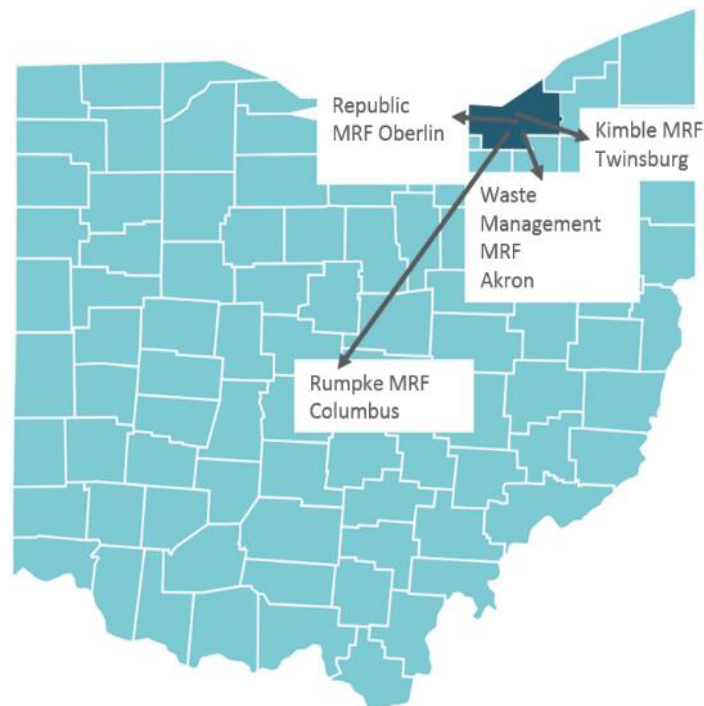 Republic
MRF Oberlin
Kimble MRF
Twinsburg
Waste
Management
MRF
Akron
Rumpke MRF
Columbus